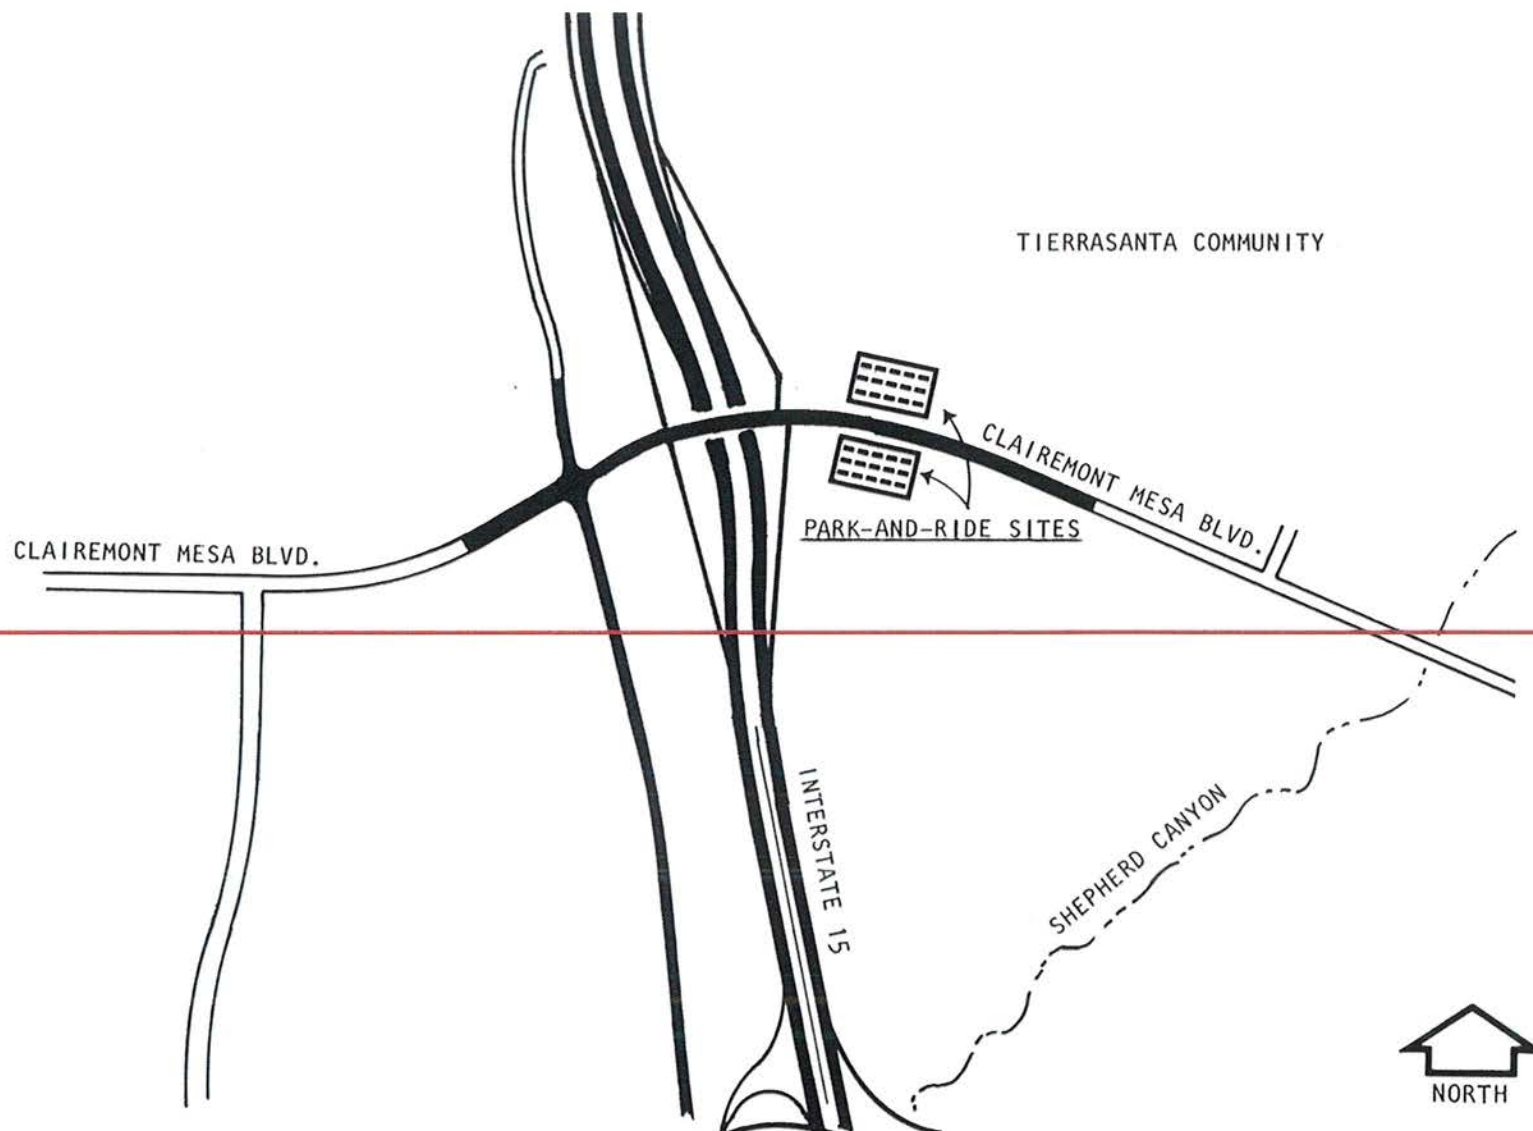 TIERRASANTA COMMUNITY
CLAIREMONT MESA BLVD.
PARK-AND-RIDE SITES
CLAIREMONT MESA BLVD.
INTERSTATE 15
SHEPHERD CANYON
NORTH